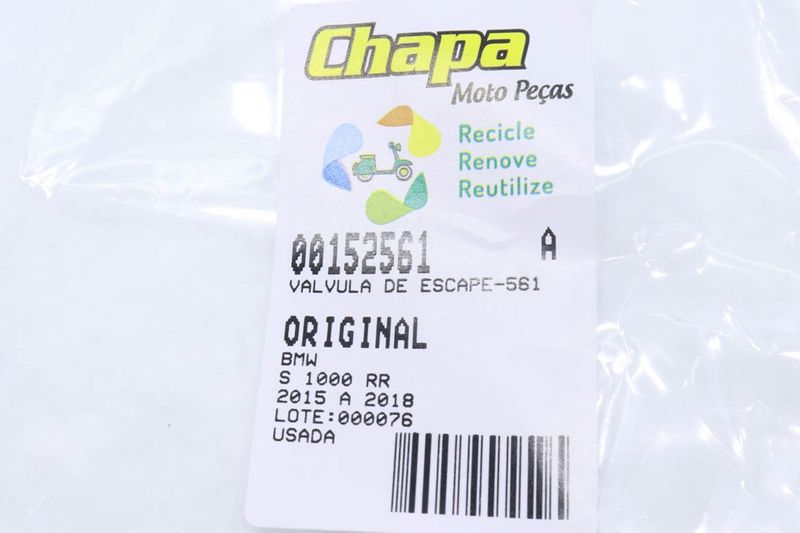 Chapa
Moto Peças
Recicle
Renove
Reutilize
00152561 A
VALVULA DE ESCAPE-561
ORIGINAL
BMW
S 1000 RR
2015 A 2018
LOTE:000076
USADA